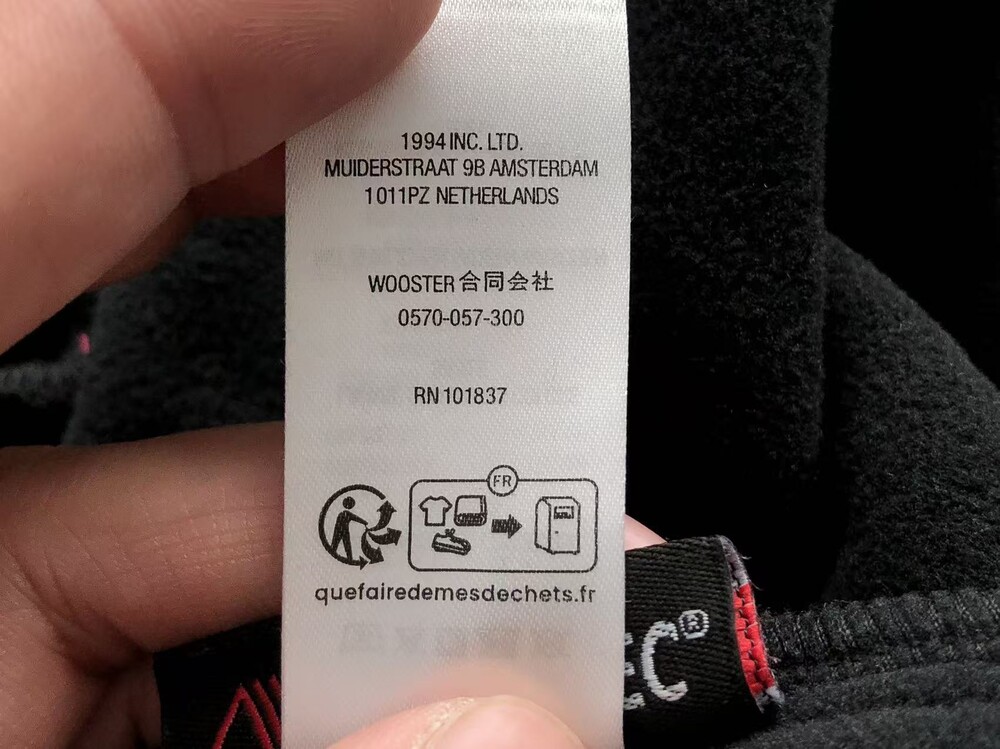 1994 INC. LTD.
MUIDERSTRAAT 9B AMSTERDAM
1011PZ NETHERLANDS
WOOSTER 合同会社
0570-057-300
RN 101837
FR
quefairedemesdechets.fr